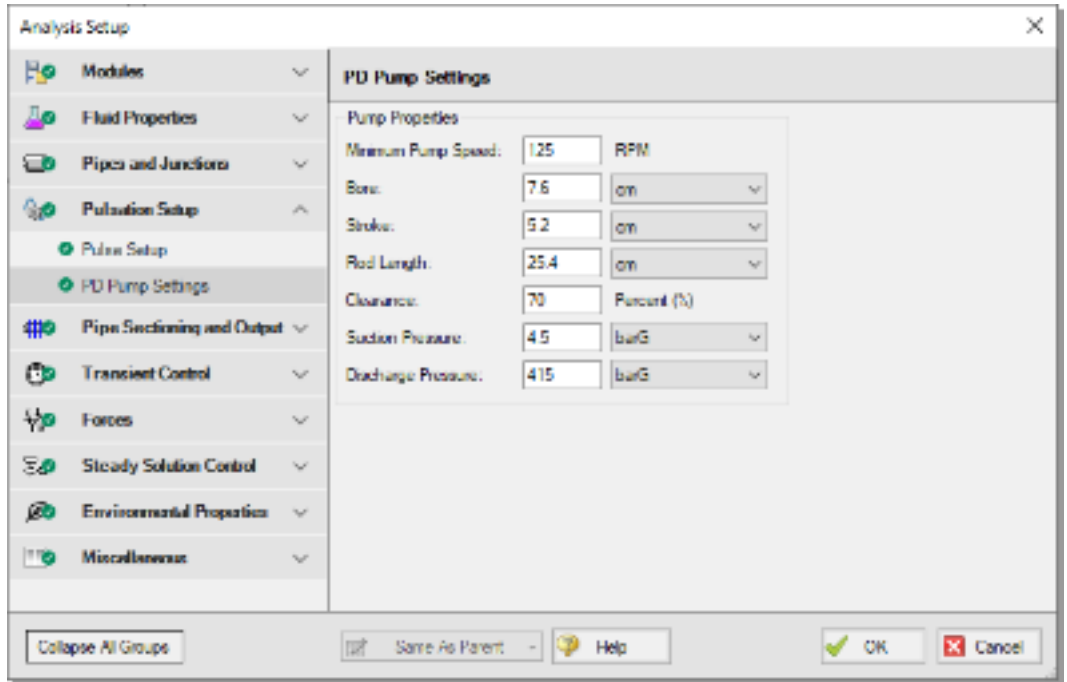 Analysis Setup
Modules
Fluid Properties
Pipes and Junctions
Pulsation Setup
Pulse Setup
PD Pump Settings
Pipe Sectioning and Output
Transient Control
Forces
Steady Solution Control
Environmental Properties
Miscellaneous
PD Pump Settings
Pump Properties
Minimum Pump Speed: 125 RPM
Bore: 7.6 cm
Stroke: 5.2 cm
Rod Length: 25.4 cm
Clearance: 70 Percent (%)
Suction Pressure: 4.5 barG
Discharge Pressure: 415 barG
Collapse All Groups
Same As Parent
Help
OK
Cancel